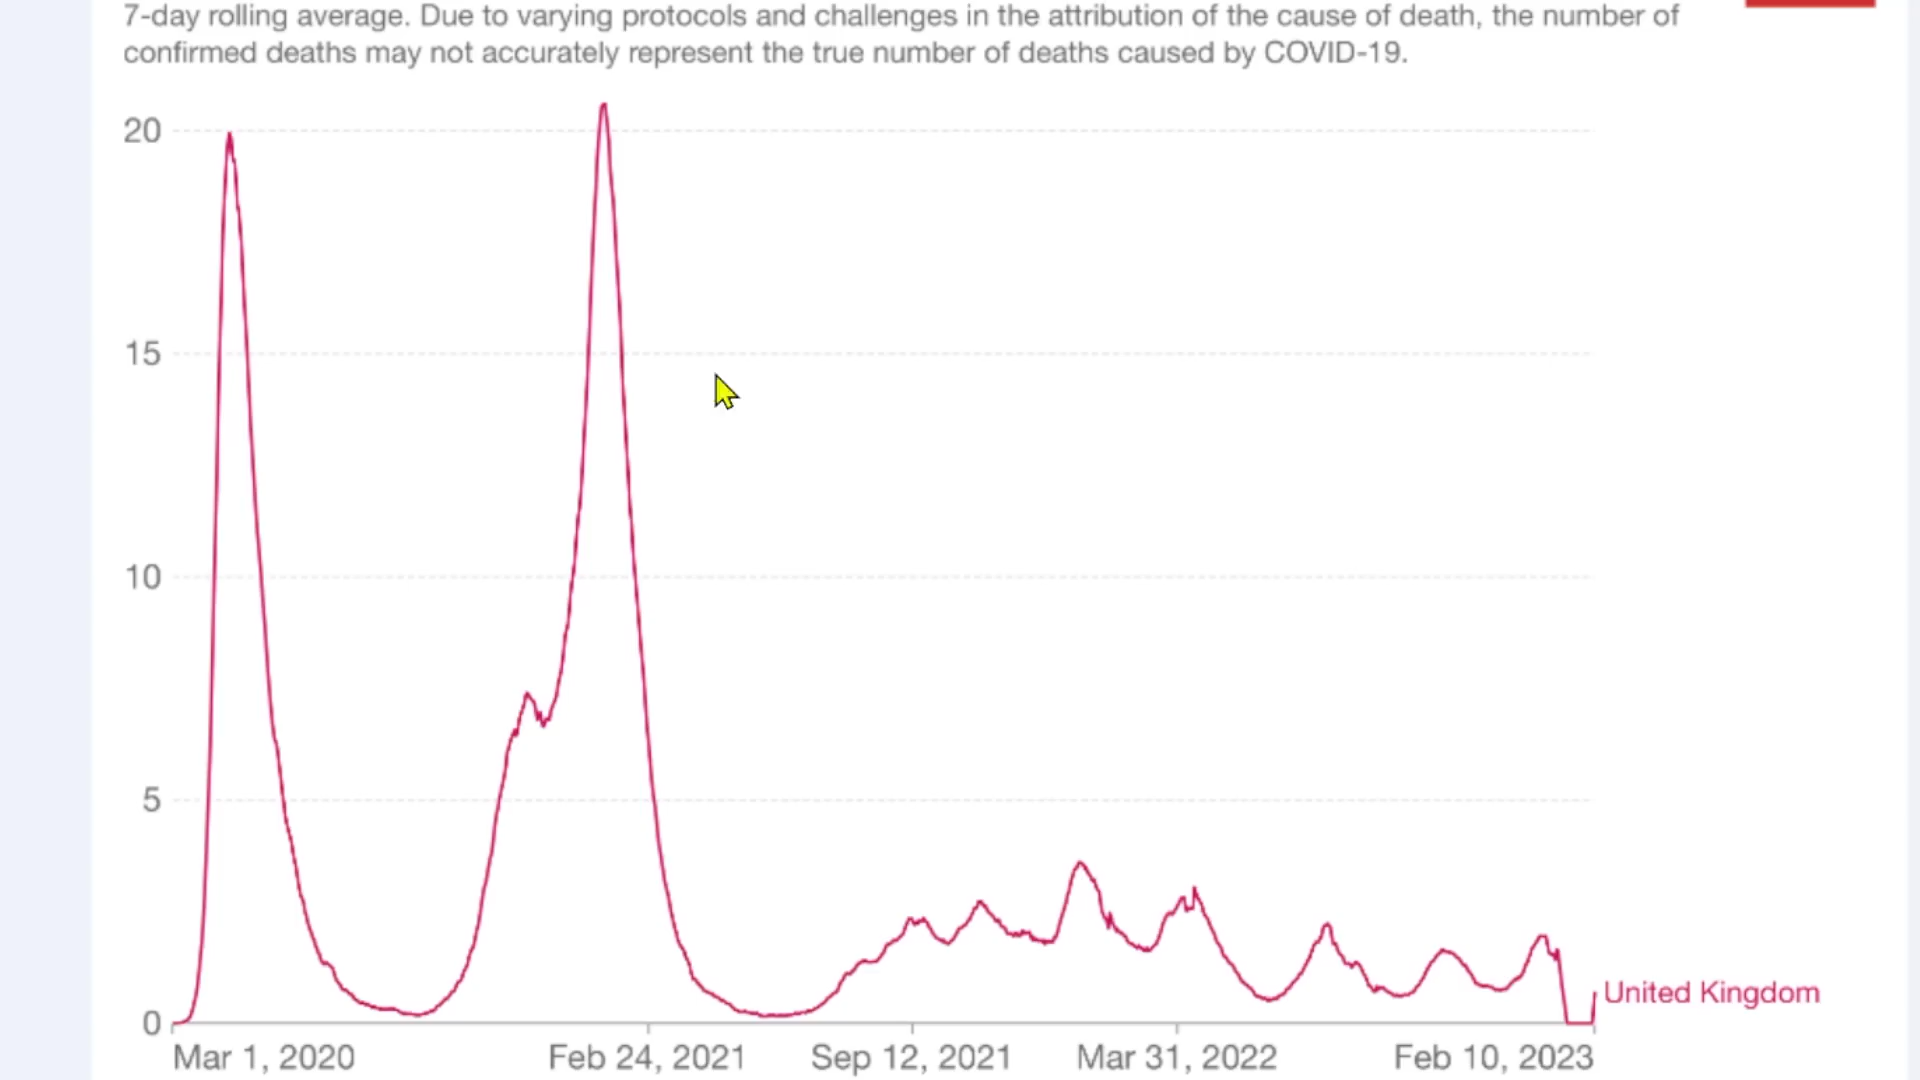 7-day rolling average. Due to varying protocols and challenges in the attribution of the cause of death, the number of
confirmed deaths may not accurately represent the true number of deaths caused by COVID-19.
20
15
10
5
0
United Kingdom
Mar 1, 2020 Feb 24, 2021 Sep 12, 2021 Mar 31, 2022 Feb 10, 2023